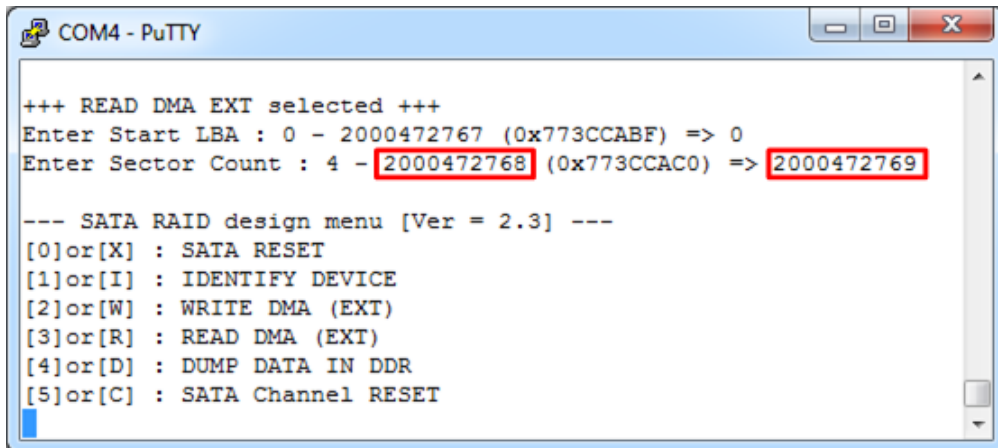 COM4 - PuTTY
+++ READ DMA EXT selected +++
Enter Start LBA : 0 - 2000472767 (0x773CCABF) => 0
Enter Sector Count : 4 - 2000472768 (0x773CCAC0) => 2000472769
--- SATA RAID design menu [Ver = 2.3] ---
[0]or[X] : SATA RESET
[1]or[I] : IDENTIFY DEVICE
[2]or[W] : WRITE DMA (EXT)
[3]or[R] : READ DMA (EXT)
[4]or[D] : DUMP DATA IN DDR
[5]or[C] : SATA Channel RESET